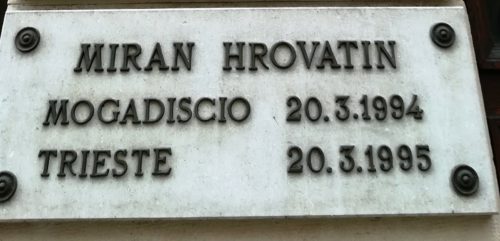 MIRAN HROVATIN
MOGADISCIO 20.3.1994
TRIESTE 20.3.1995